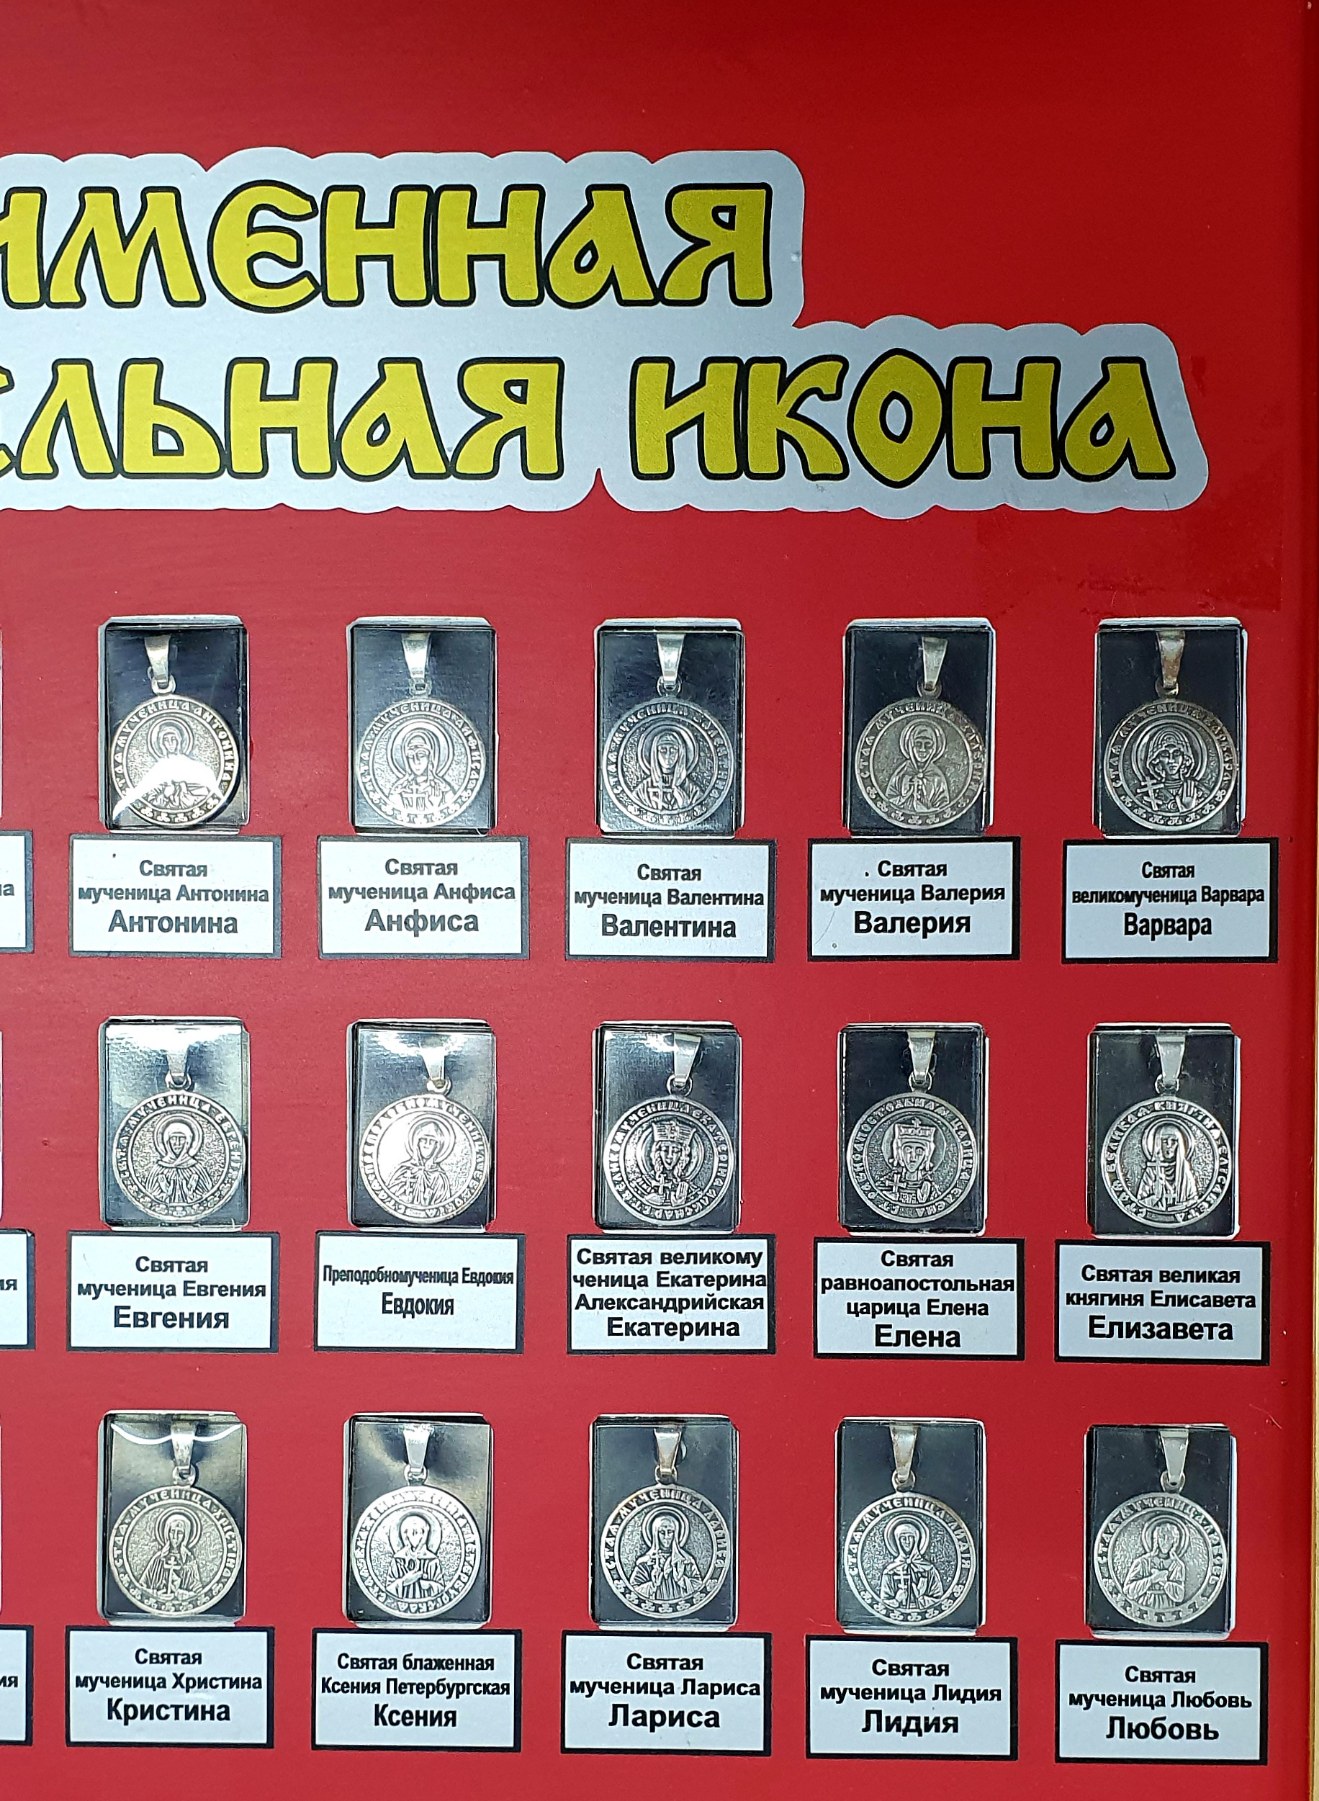 ИМЕННАЯ
ЕЛЬНАЯ ИКОНА
Святая
мученица Антонина
Антонина
Святая
мученица Анфиса
Анфиса
Святая
мученица Валентина
Валентина
Святая
мученица Валерия
Валерия
Святая
великомученица Варвара
Варвара
Святая
мученица Евгения
Евгения
Преподобномученица Евдокия
Евдокия
Святая великому
ченица Екатерина
Александрийская
Екатерина
Святая
равноапостольная
царица Елена
Елена
Святая великая
княгиня Елисавета
Елизавета
Святая
мученица Христина
Кристина
Святая блаженная
Ксения Петербургская
Ксения
Святая
мученица Лариса
Лариса
Святая
мученица Лидия
Лидия
Святая
мученица Любовь
Любовь